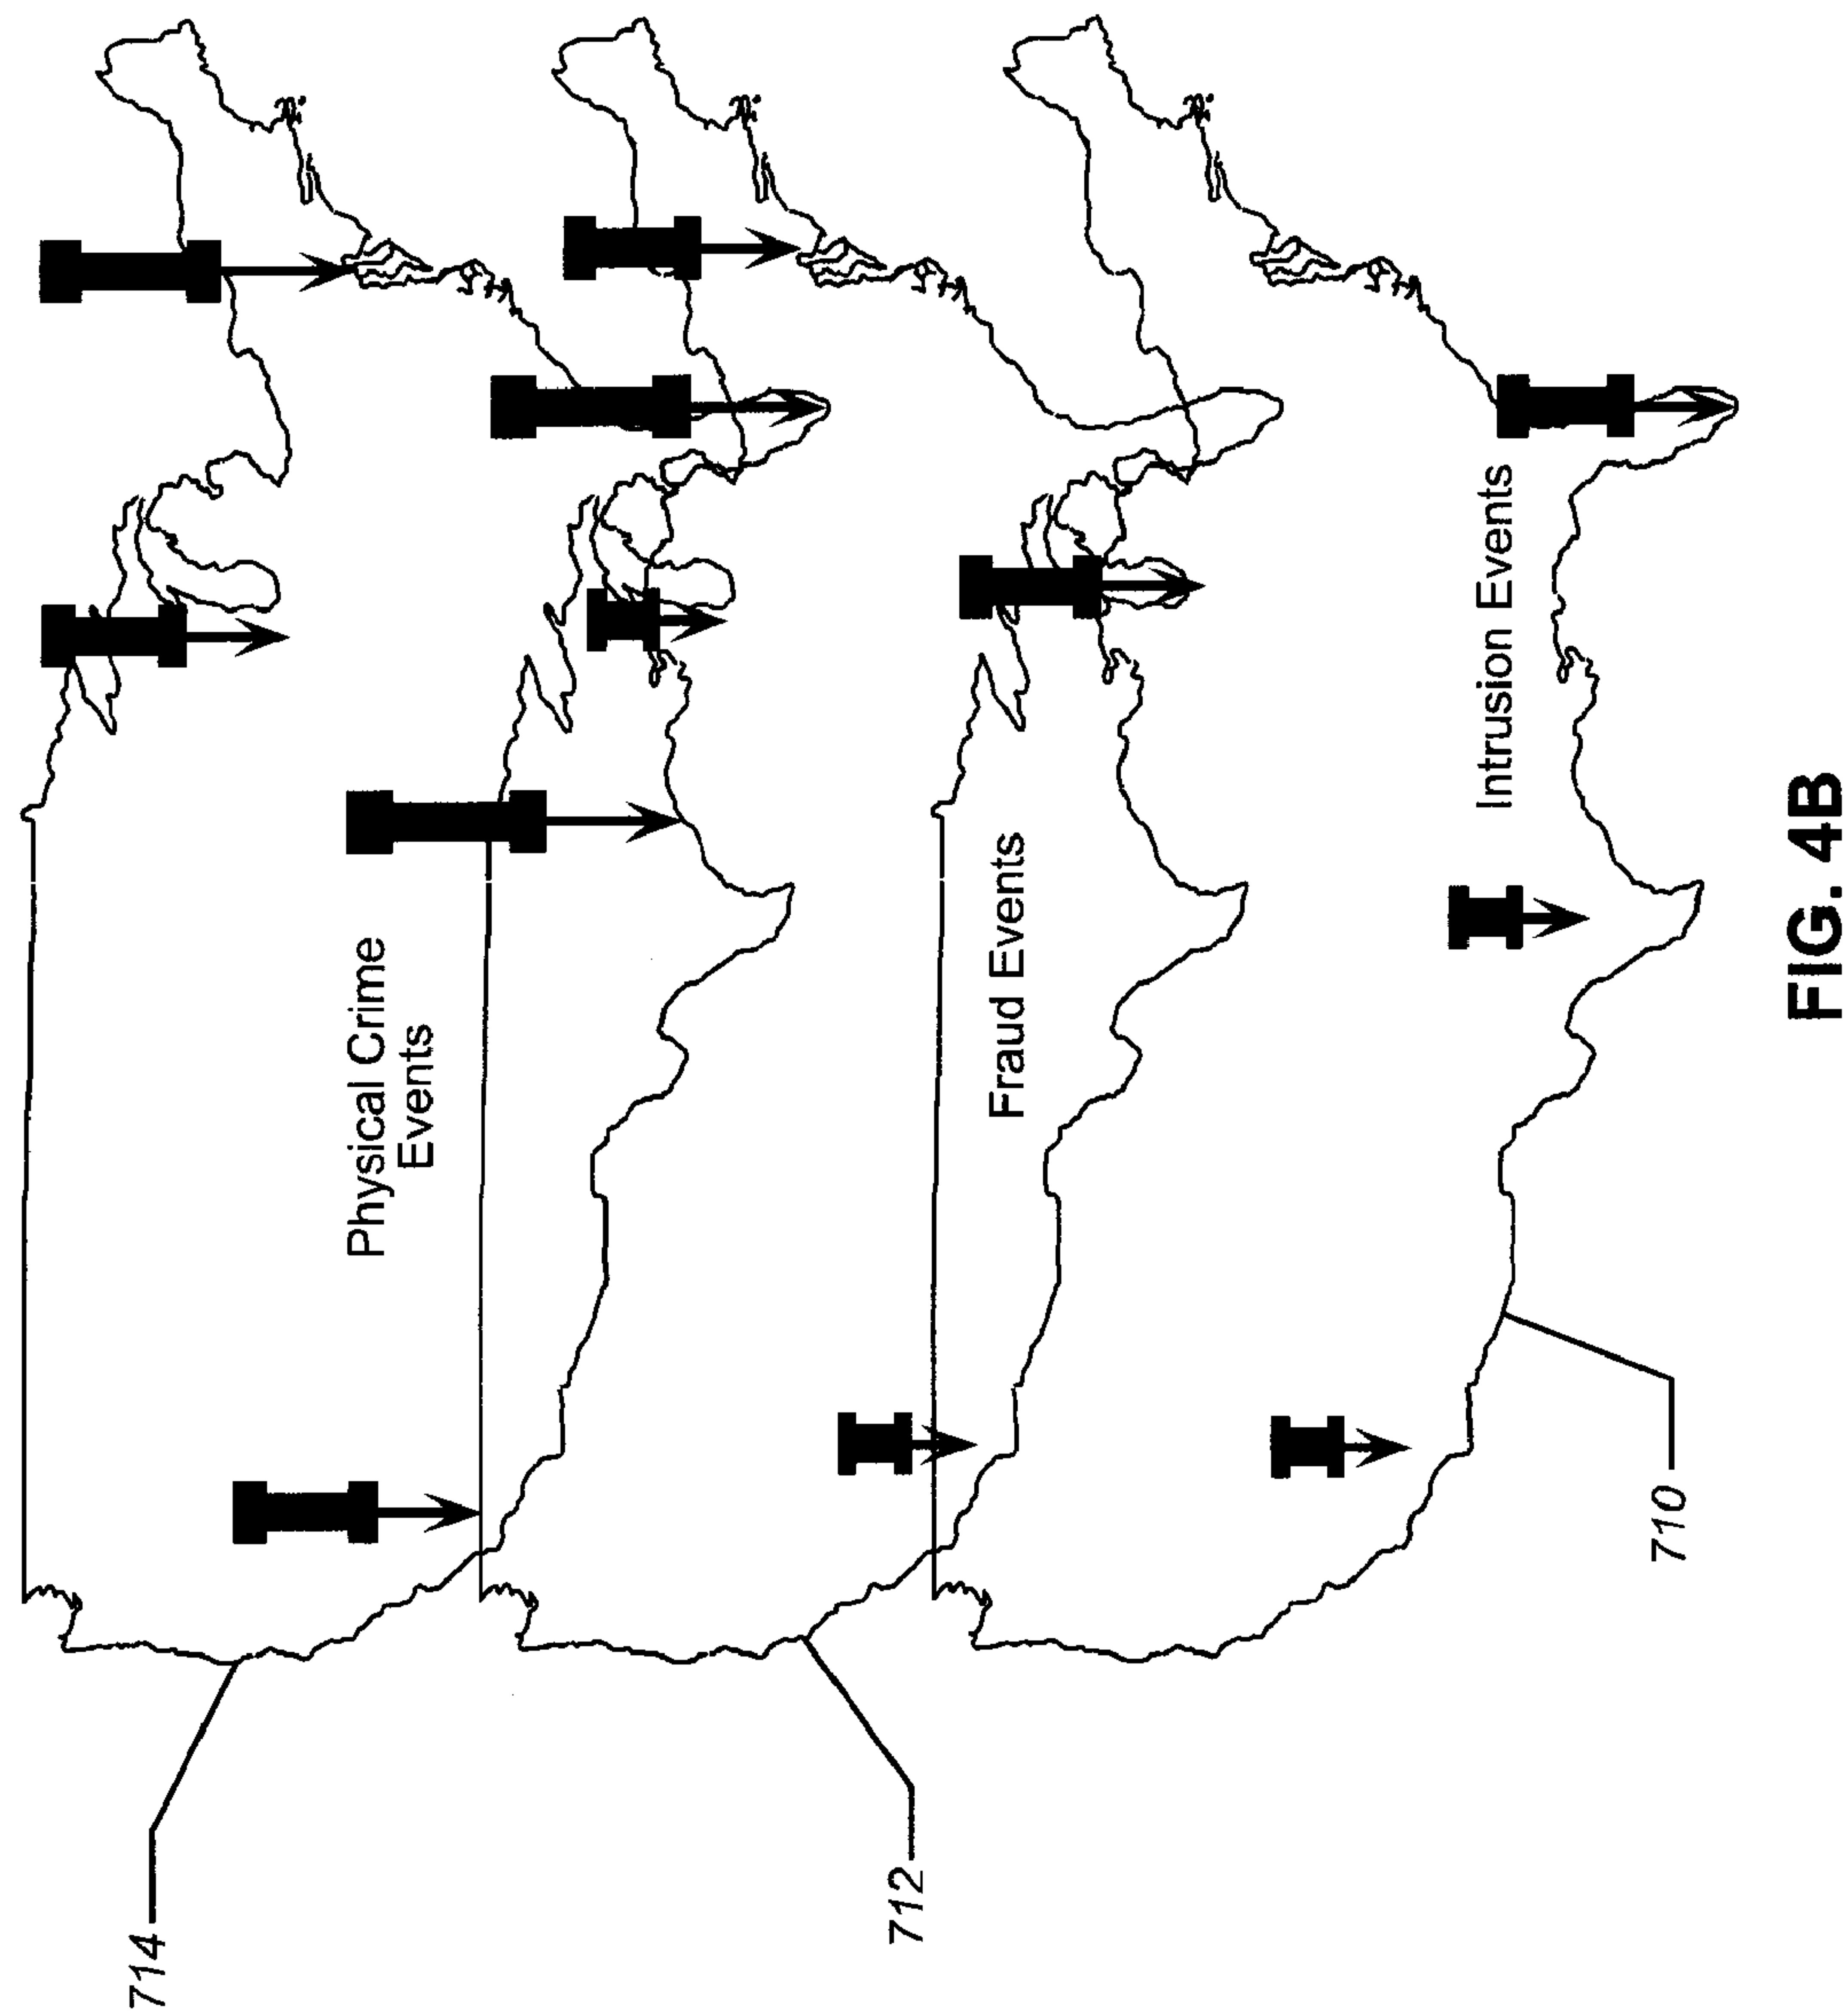 714
Physical Crime
Events
712
Fraud Events
Intrusion Events
710
FIG. 4B